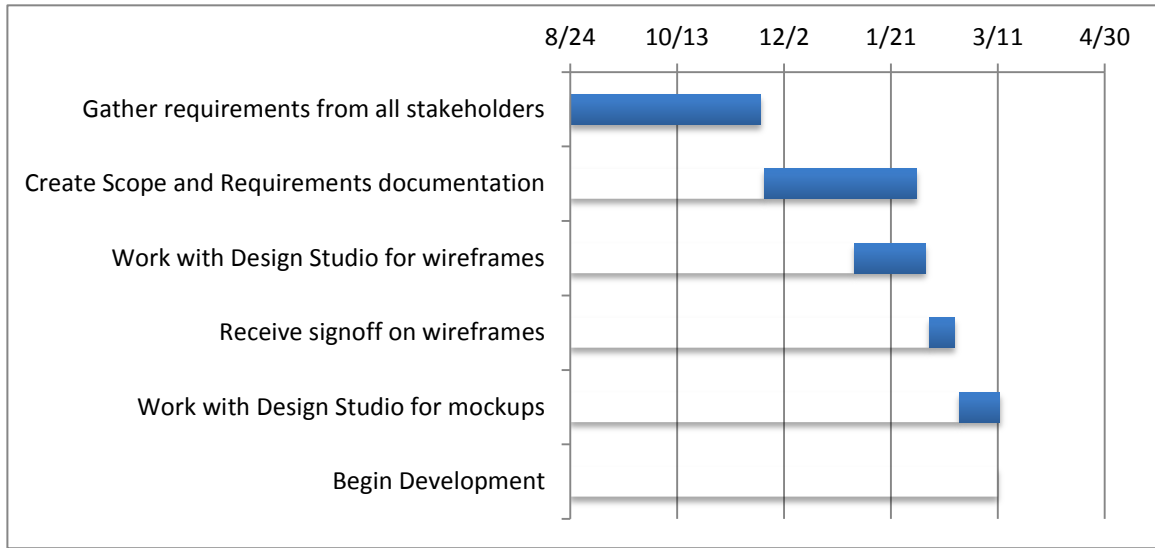 8/24 10/13 12/2 1/21 3/11 4/30
Gather requirements from all stakeholders
Create Scope and Requirements documentation
Work with Design Studio for wireframes
Receive signoff on wireframes
Work with Design Studio for mockups
Begin Development